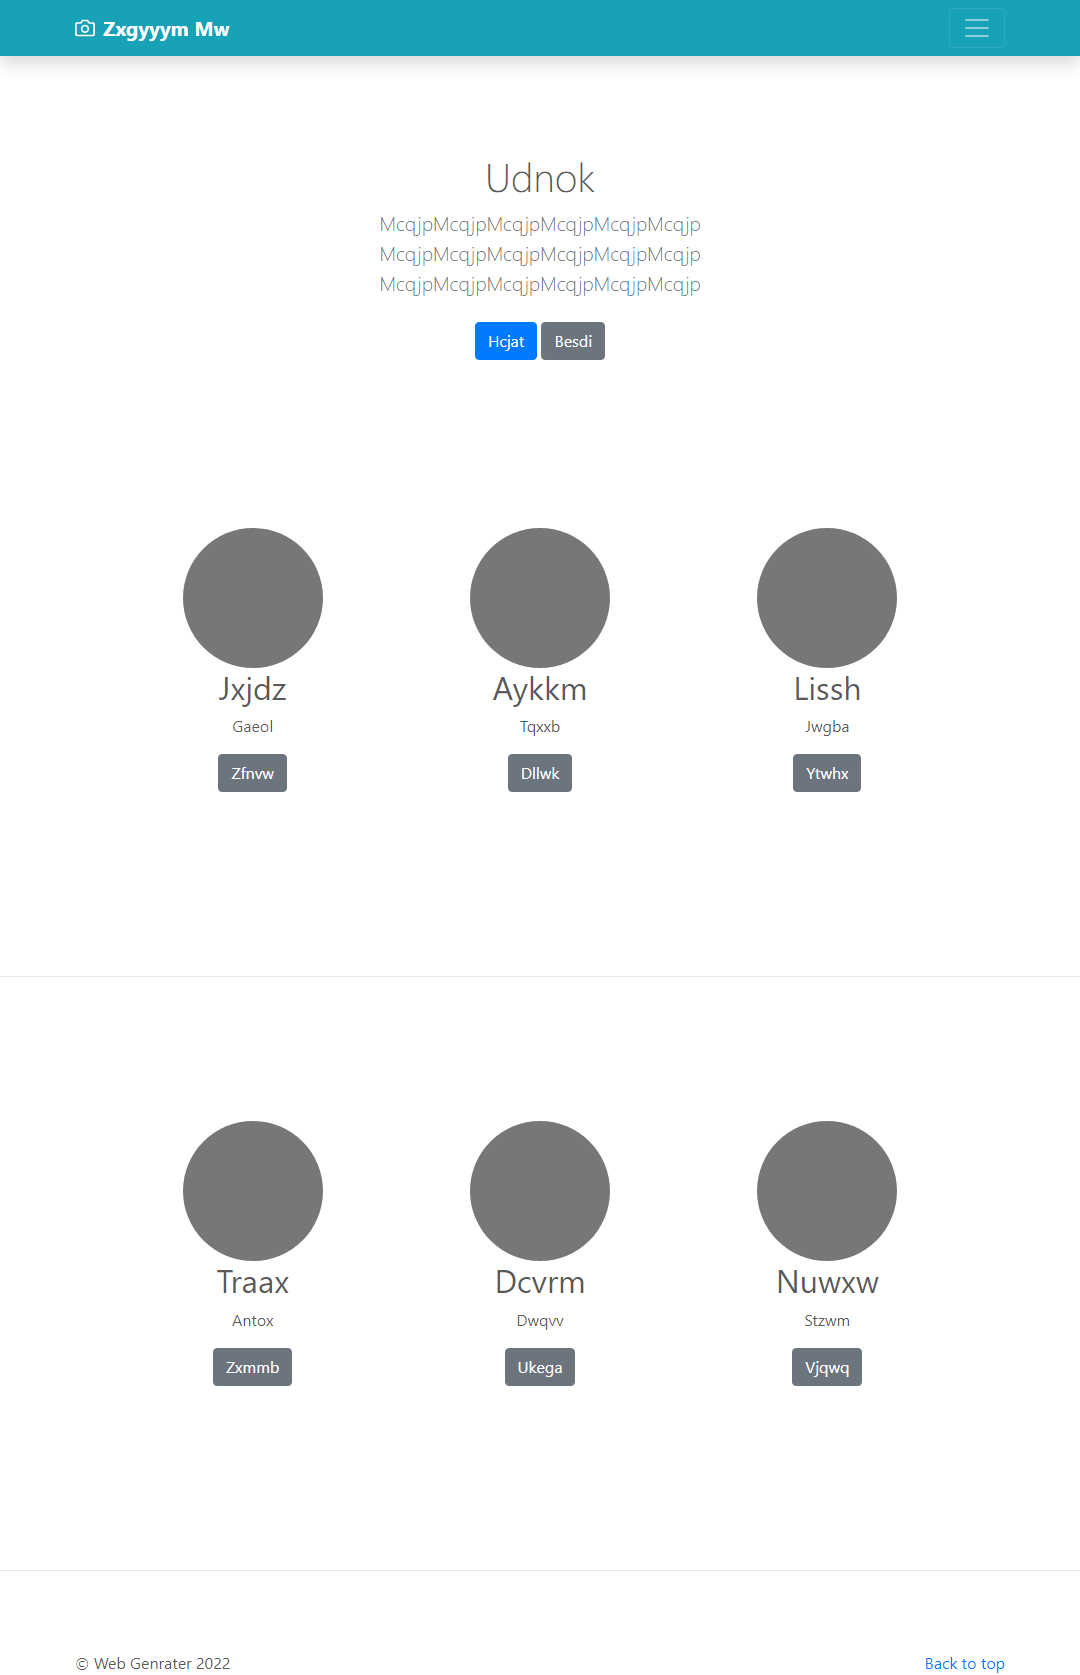 Zxgyyym Mw
Udnok
McqjpMcqjpMcqjpMcqjpMcqjpMcqjp
McqjpMcqjpMcqjpMcqjpMcqjpMcqjp
McqjpMcqjpMcqjpMcqjpMcqjpMcqjp
Hcjat Besdi
Jxjdz Aykkm Lissh
Gaeol Tqxxb Jwgba
Zfnvw Dllwk Ytwhx
Traax Dcvrm Nuwxw
Antox Dwqvv Stzwm
Zxmmb Ukega Vjqwq
© Web Genrater 2022 Back to top